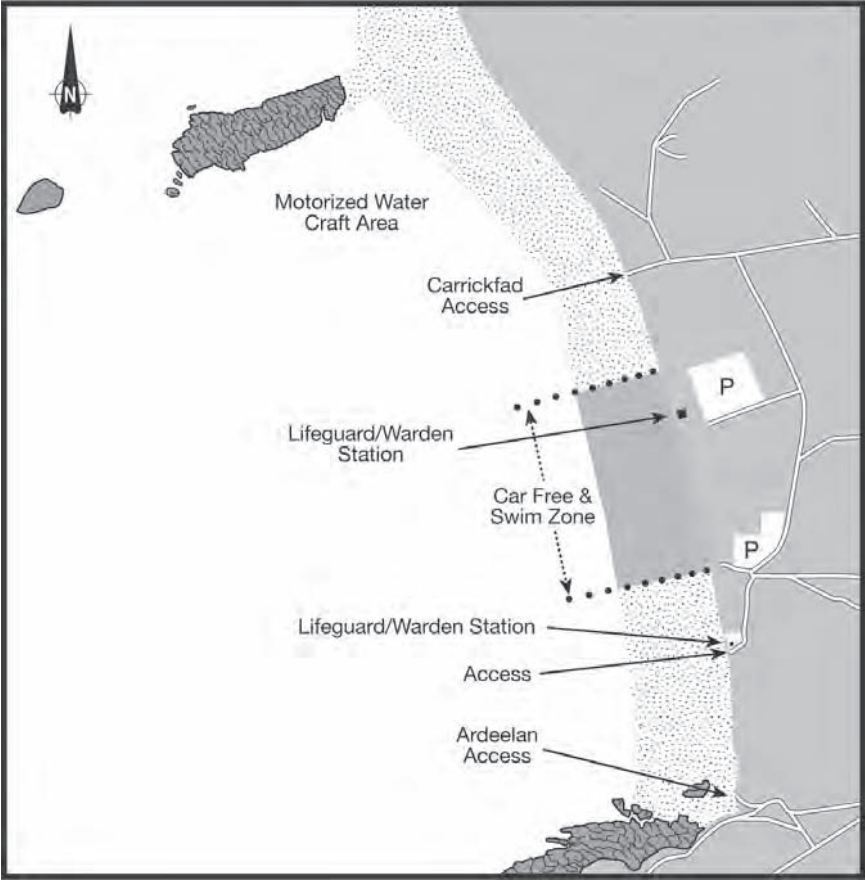 N
Motorized Water
Craft Area
Carrickfad
Access
P
Lifeguard/Warden
Station
Car Free &
Swim Zone
P
Lifeguard/Warden Station
Access
Ardeelan
Access